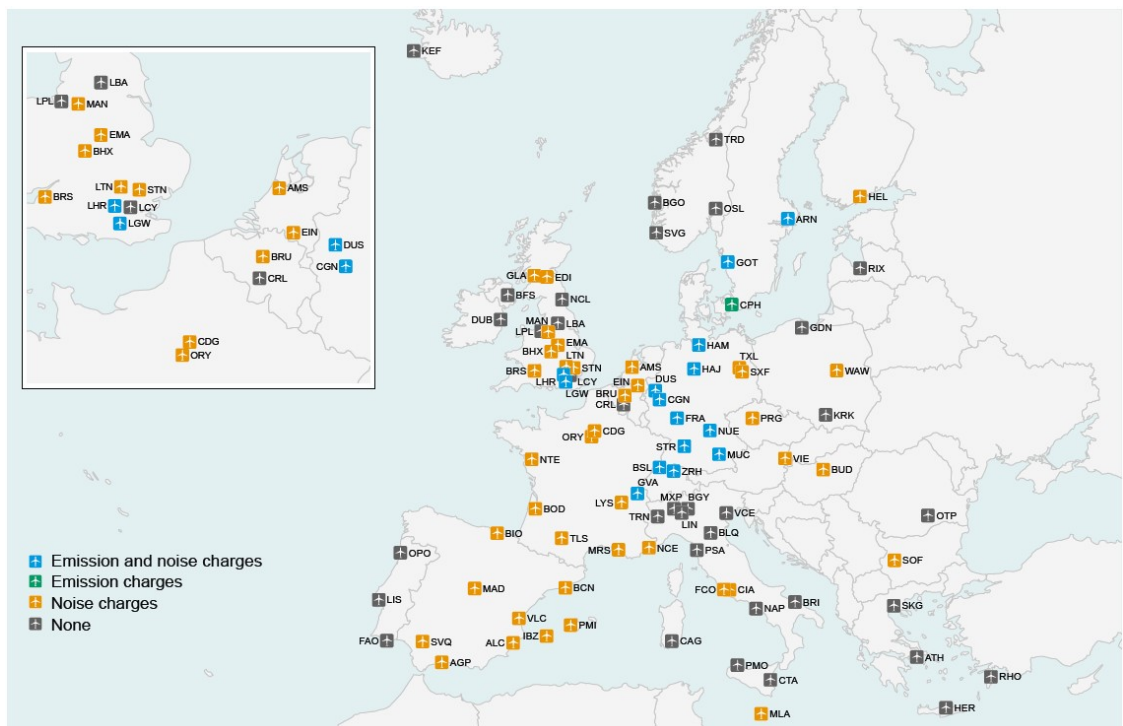 KEF
LBA
LPL
MAN
EMA
BHX
LTN
STN
BRS
LHR
LCY
LGW
AMS
EIN
DUS
BRU
CGN
CRL
CDG
ORY
TRD
BGO
OSL
HEL
ARN
SVG
GOT
RIX
GLA
EDI
BFS
NCL
CPH
DUB
MAN
LBA
LPL
GDN
EMA
HAM
BHX
LTN
TXL
BRS
STN
AMS
HAJ
SXF
WAW
LHR
LCY
EIN
DUS
LGW
BRU
CGN
CRL
KRK
FRA
PRG
ORY
CDG
NUE
STR
MUC
NTE
VIE
BSL
ZRH
BUD
GVA
LYS
MXP
BGY
BOD
TRN
LIN
VCE
OTP
BIO
TLS
BLQ
OPO
MRS
NCE
PSA
SOF
MAD
BCN
FCO
CIA
LIS
NAP
BRI
SKG
VLC
PMI
FAO
SVQ
ALC
IBZ
CAG
AGP
PMO
CTA
ATH
RHO
HER
MLA
Emission and noise charges
Emission charges
Noise charges
None